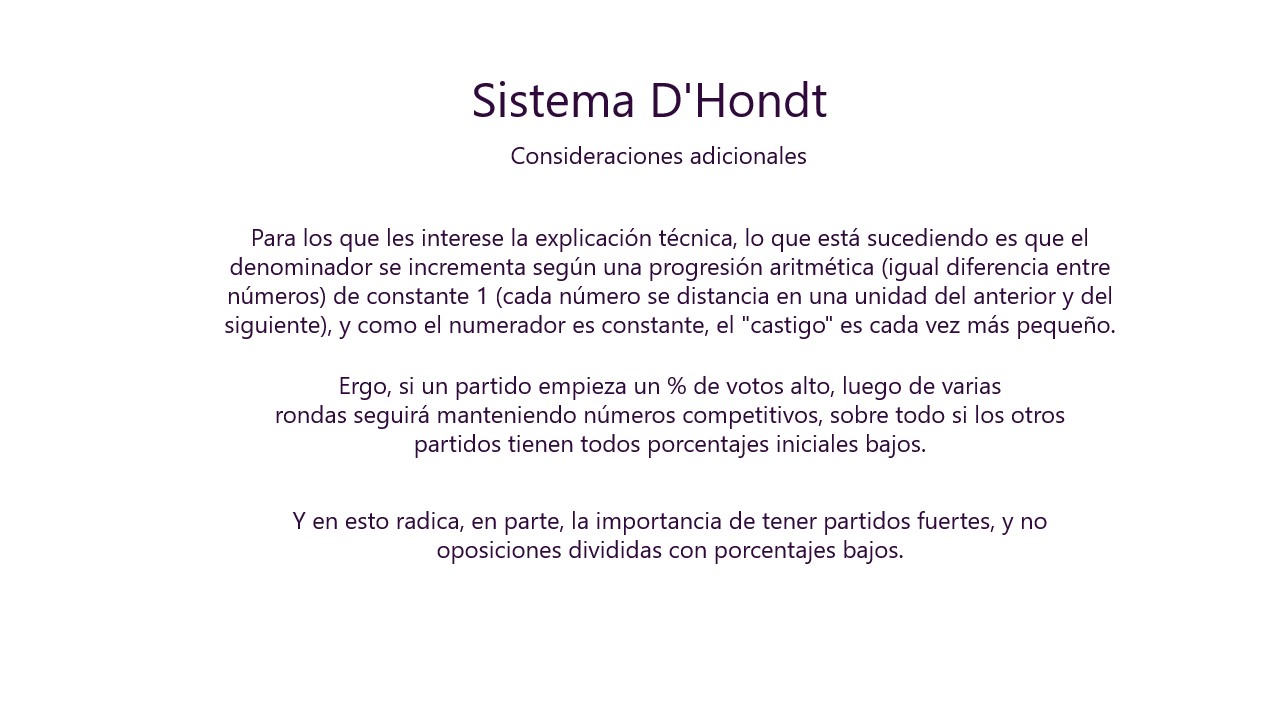 Sistema D'Hondt
Consideraciones adicionales
Para los que les interese la explicación técnica, lo que está sucediendo es que el
denominador se incrementa según una progresión aritmética (igual diferencia entre
números) de constante 1 (cada número se distancia en una unidad del anterior y del
siguiente), y como el numerador es constante, el "castigo" es cada vez más pequeño.
Ergo, si un partido empieza un % de votos alto, luego de varias
rondas seguirá manteniendo números competitivos, sobre todo si los otros
partidos tienen todos porcentajes iniciales bajos.
Y en esto radica, en parte, la importancia de tener partidos fuertes, y no
oposiciones divididas con porcentajes bajos.